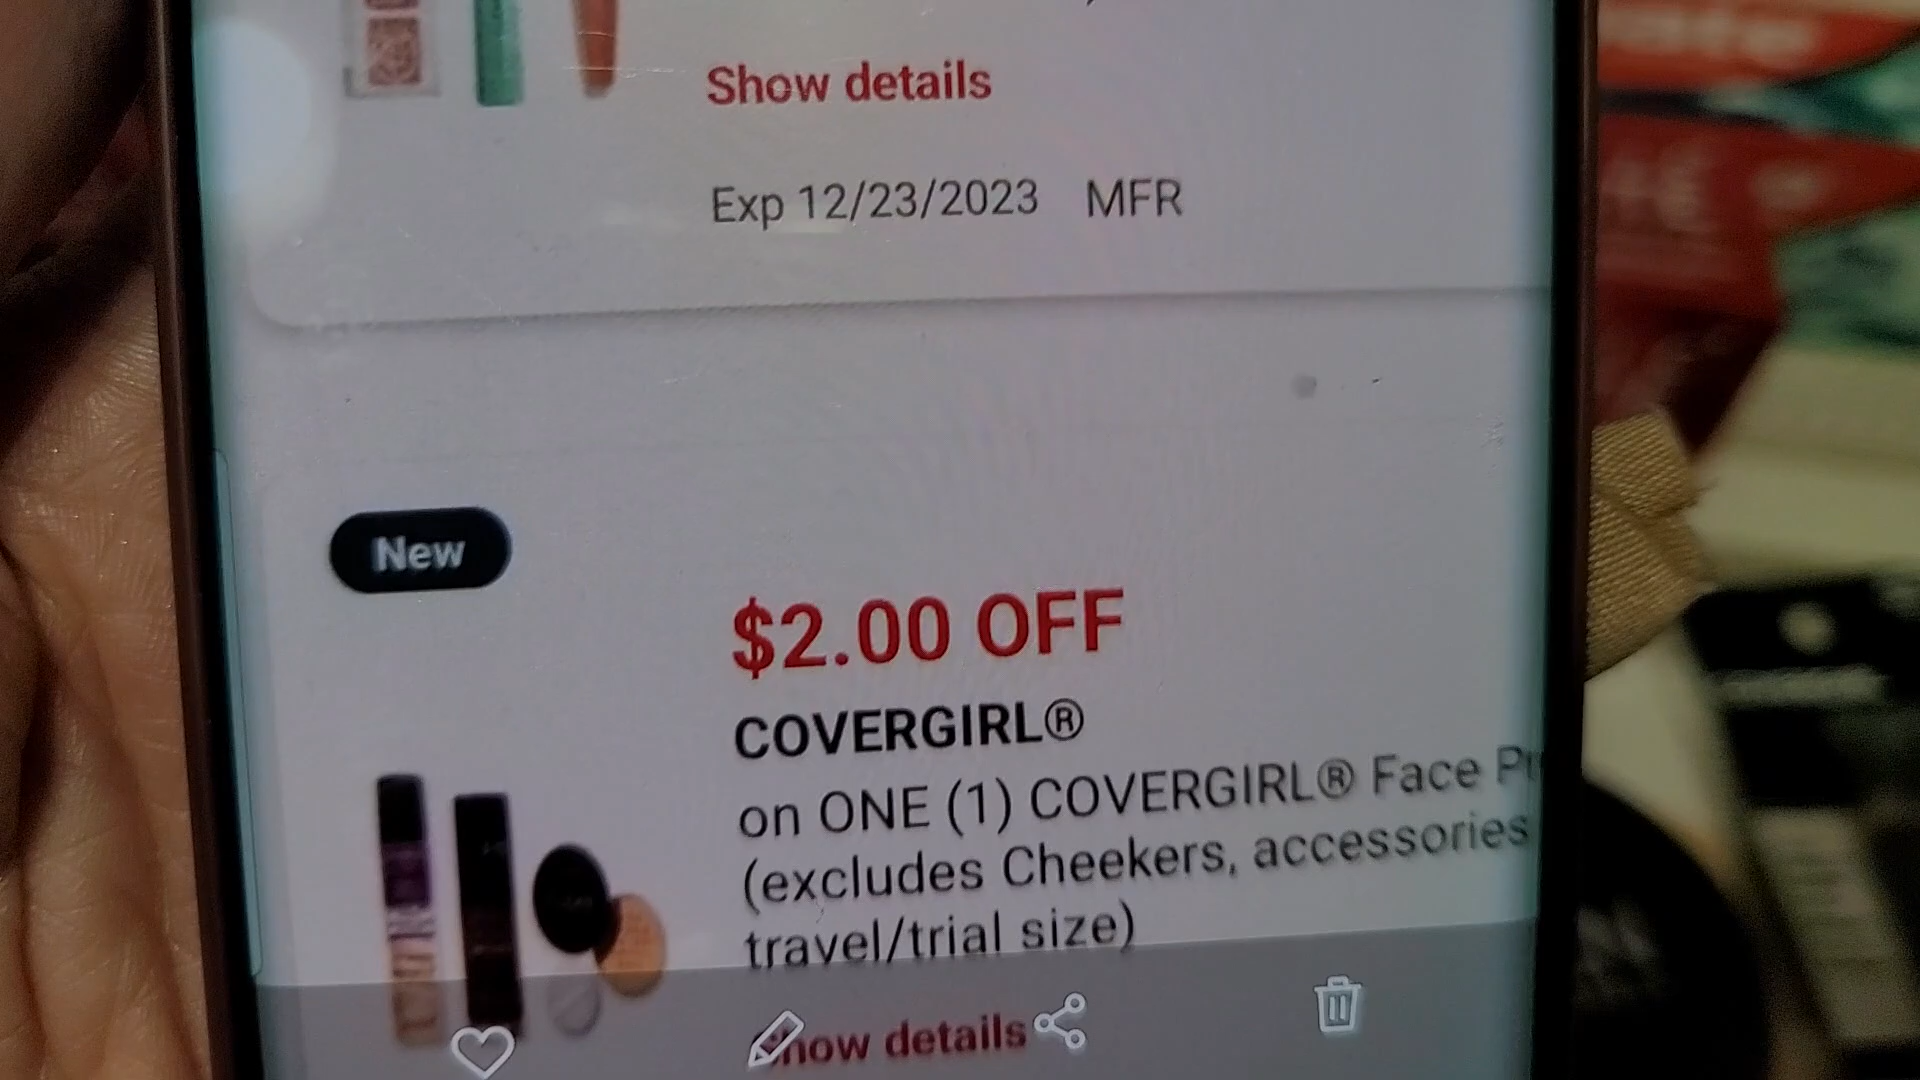 Show details
Exp 12/23/2023 MFR
New
$2.00 OFF
COVERGIRL®
on ONE (1) COVERGIRL® Face
(excludes Cheekers, accessories
travel/trial size)
details